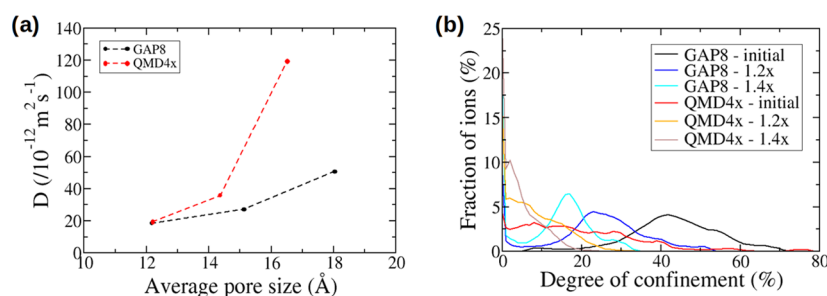 (a)
140
120
100
80
60
40
20
0
D (/10⁻¹² m² s⁻¹)
GAP8
QMD4x
10 12 14 16 18 20
Average pore size (Å)
(b)
25
20
15
10
5
0
Fraction of ions (%)
GAP8 - initial
GAP8 - 1.2x
GAP8 - 1.4x
QMD4x - initial
QMD4x - 1.2x
QMD4x - 1.4x
0 20 40 60 80
Degree of confinement (%)